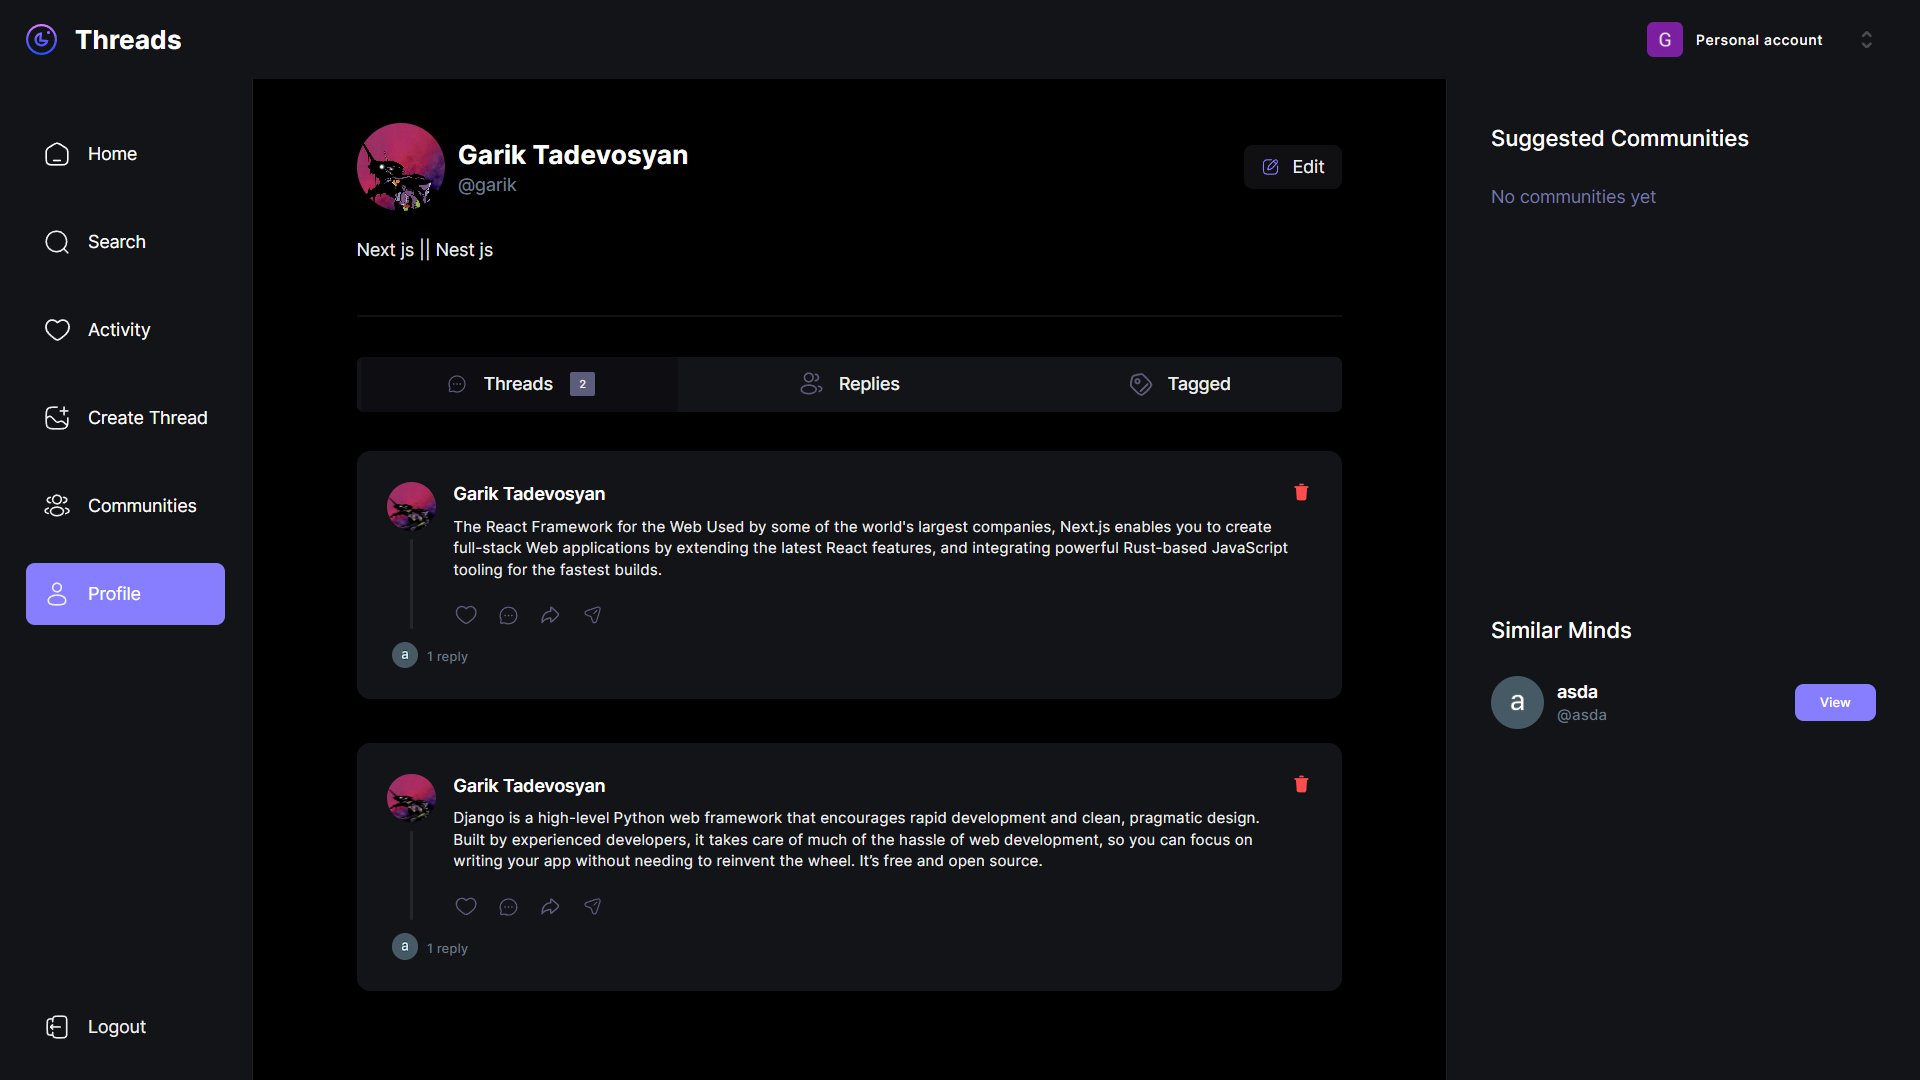 Threads
G Personal account
Home
Search
Activity
Create Thread
Communities
Profile
Logout
Garik Tadevosyan
@garik
Edit
Next js || Nest js
Threads 2
Replies
Tagged
Garik Tadevosyan
The React Framework for the Web Used by some of the world's largest companies, Next.js enables you to create
full-stack Web applications by extending the latest React features, and integrating powerful Rust-based JavaScript
tooling for the fastest builds.
a 1 reply
Garik Tadevosyan
Django is a high-level Python web framework that encourages rapid development and clean, pragmatic design.
Built by experienced developers, it takes care of much of the hassle of web development, so you can focus on
writing your app without needing to reinvent the wheel. It’s free and open source.
a 1 reply
Suggested Communities
No communities yet
Similar Minds
a
asda
@asda
View